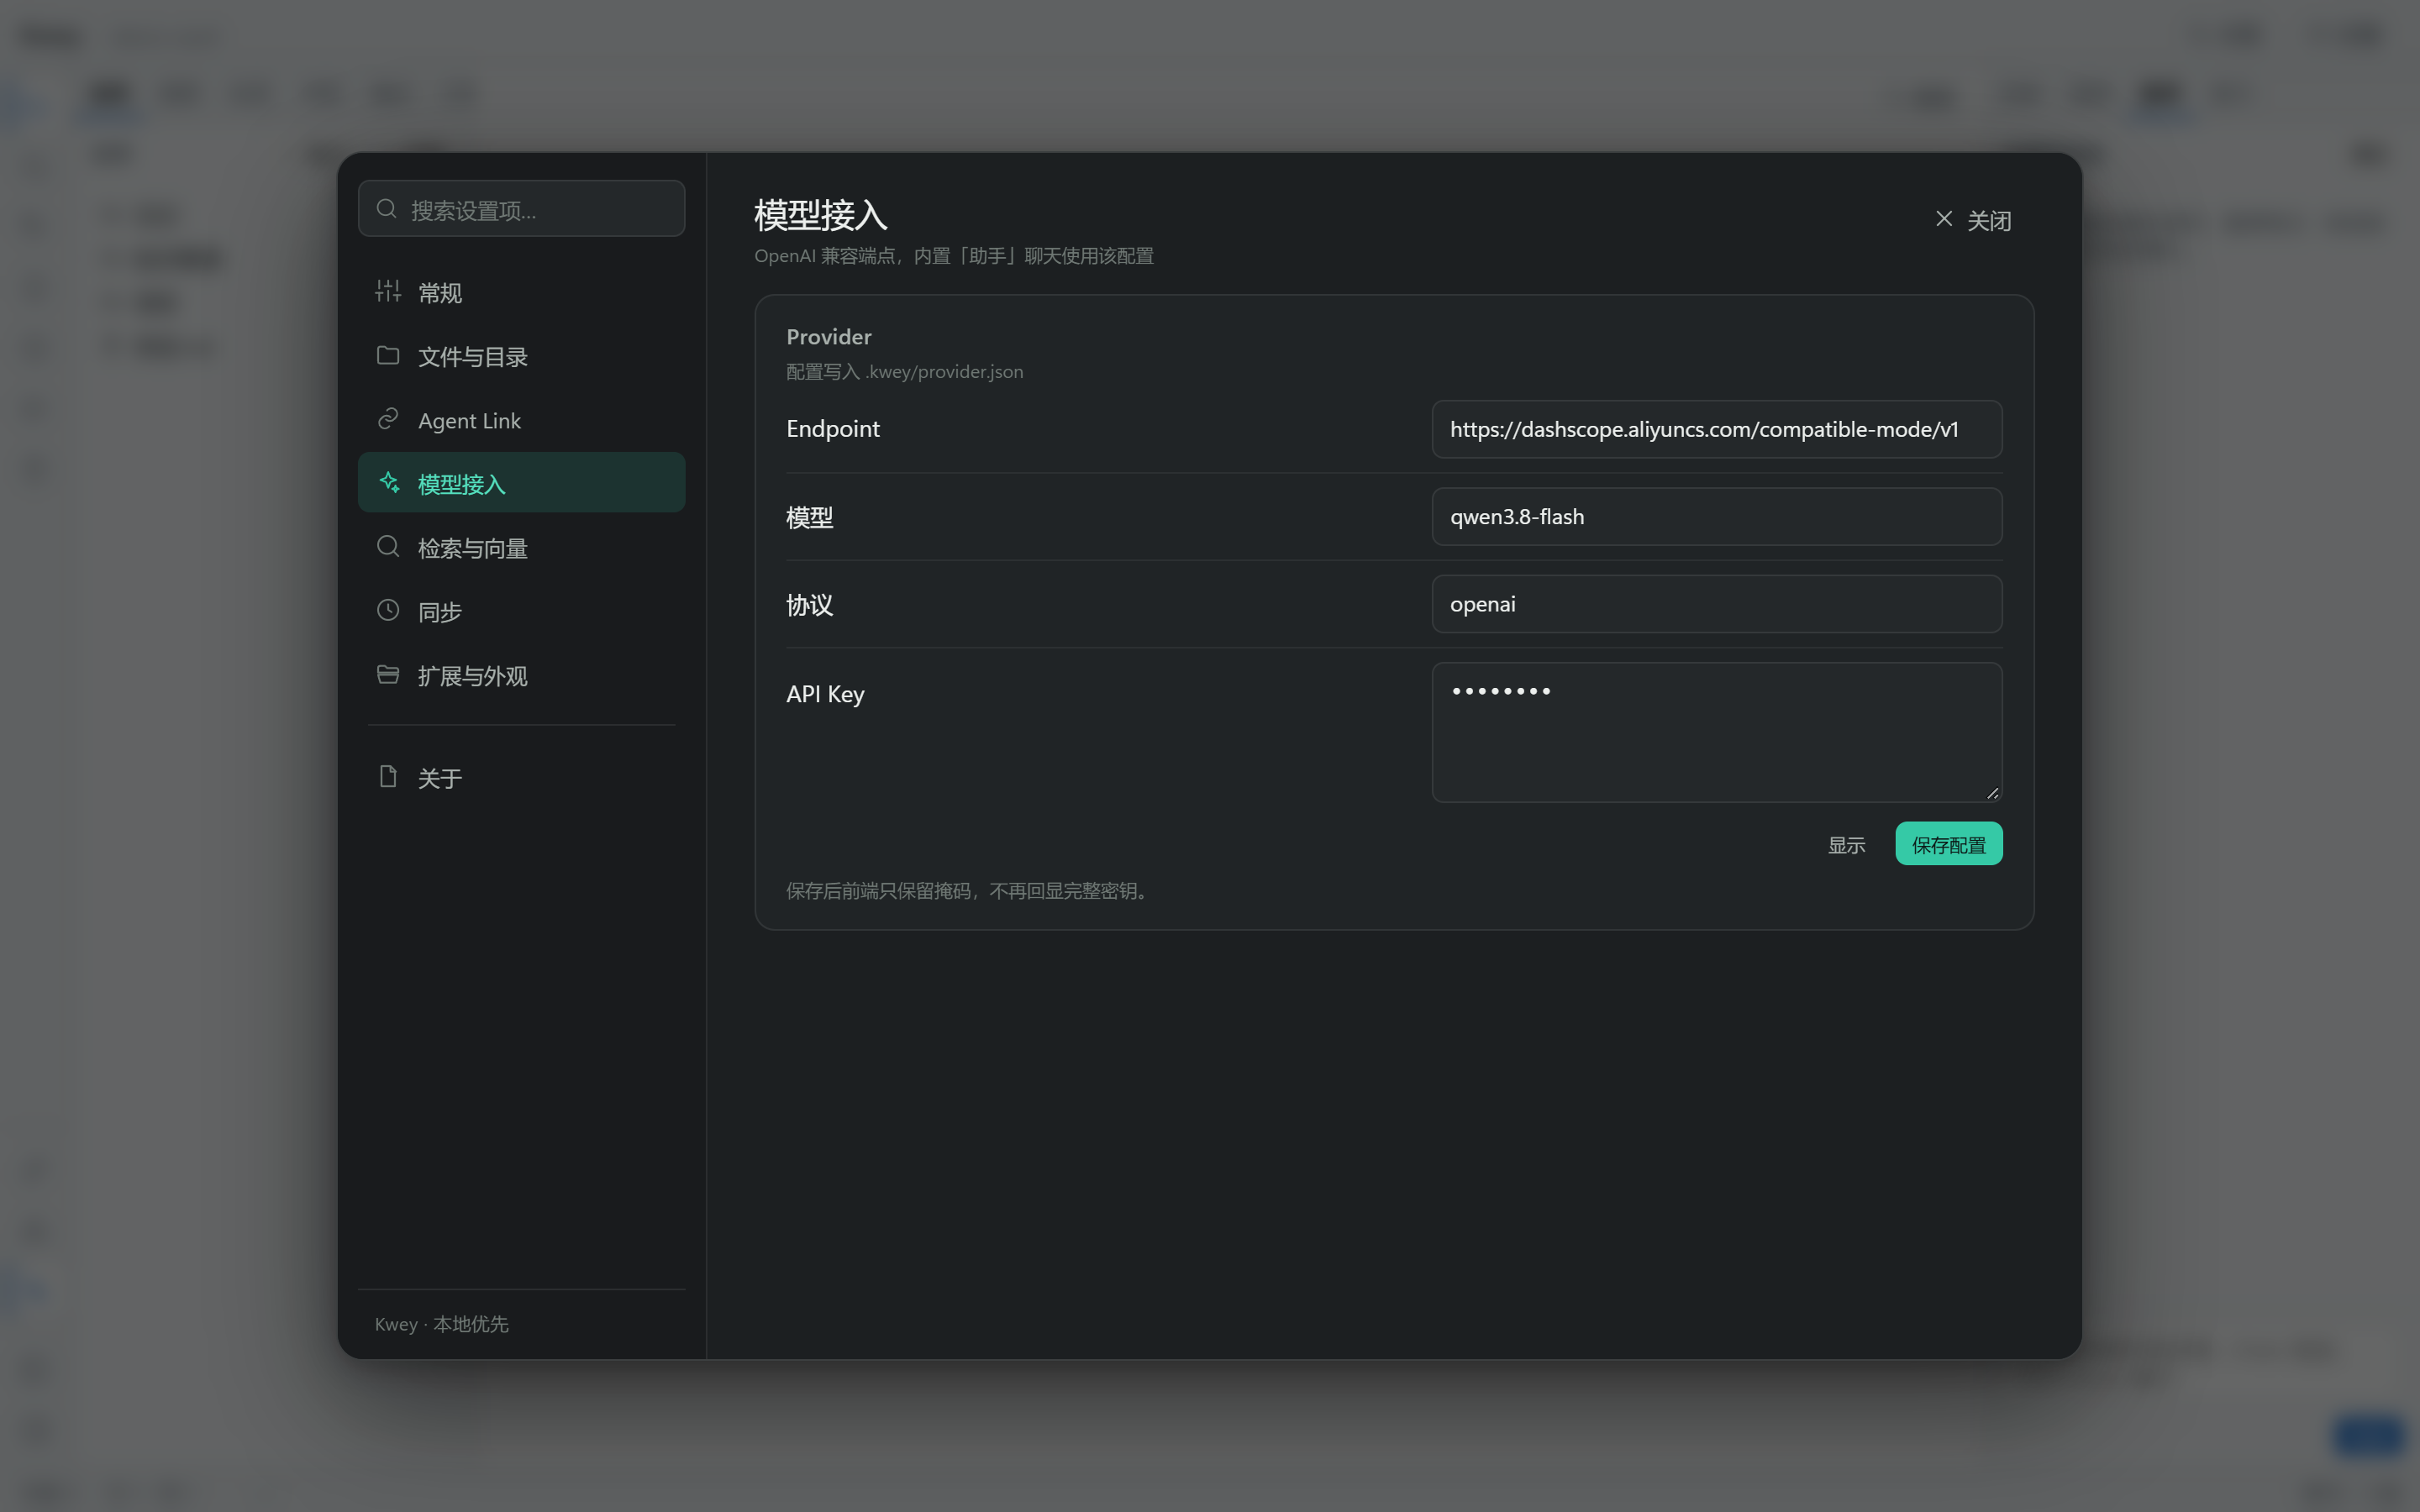 搜索设置项...
常规
文件与目录
Agent Link
模型接入
检索与向量
同步
扩展与外观
关于
Kwey · 本地优先
模型接入
关闭
OpenAI 兼容端点，内置「助手」聊天使用该配置
Provider
配置写入 .kwey/provider.json
Endpoint
https://dashscope.aliyuncs.com/compatible-mode/v1
模型
qwen3.8-flash
协议
openai
API Key
••••••••
显示
保存配置
保存后前端只保留掩码，不再回显完整密钥。